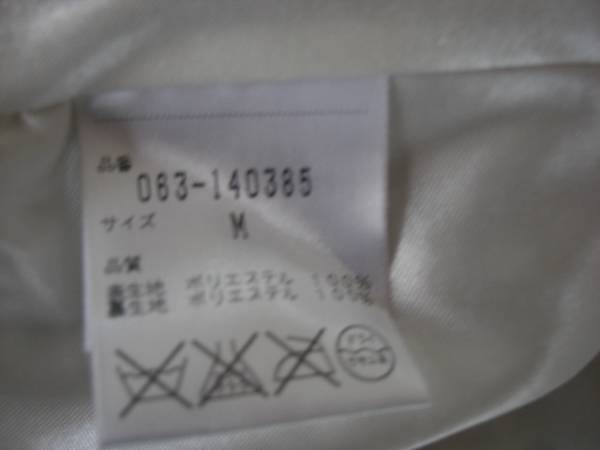 品番
063-140385
サイズ
M
品質
表生地 ポリエステル 100%
裏生地 ポリエステル 100%